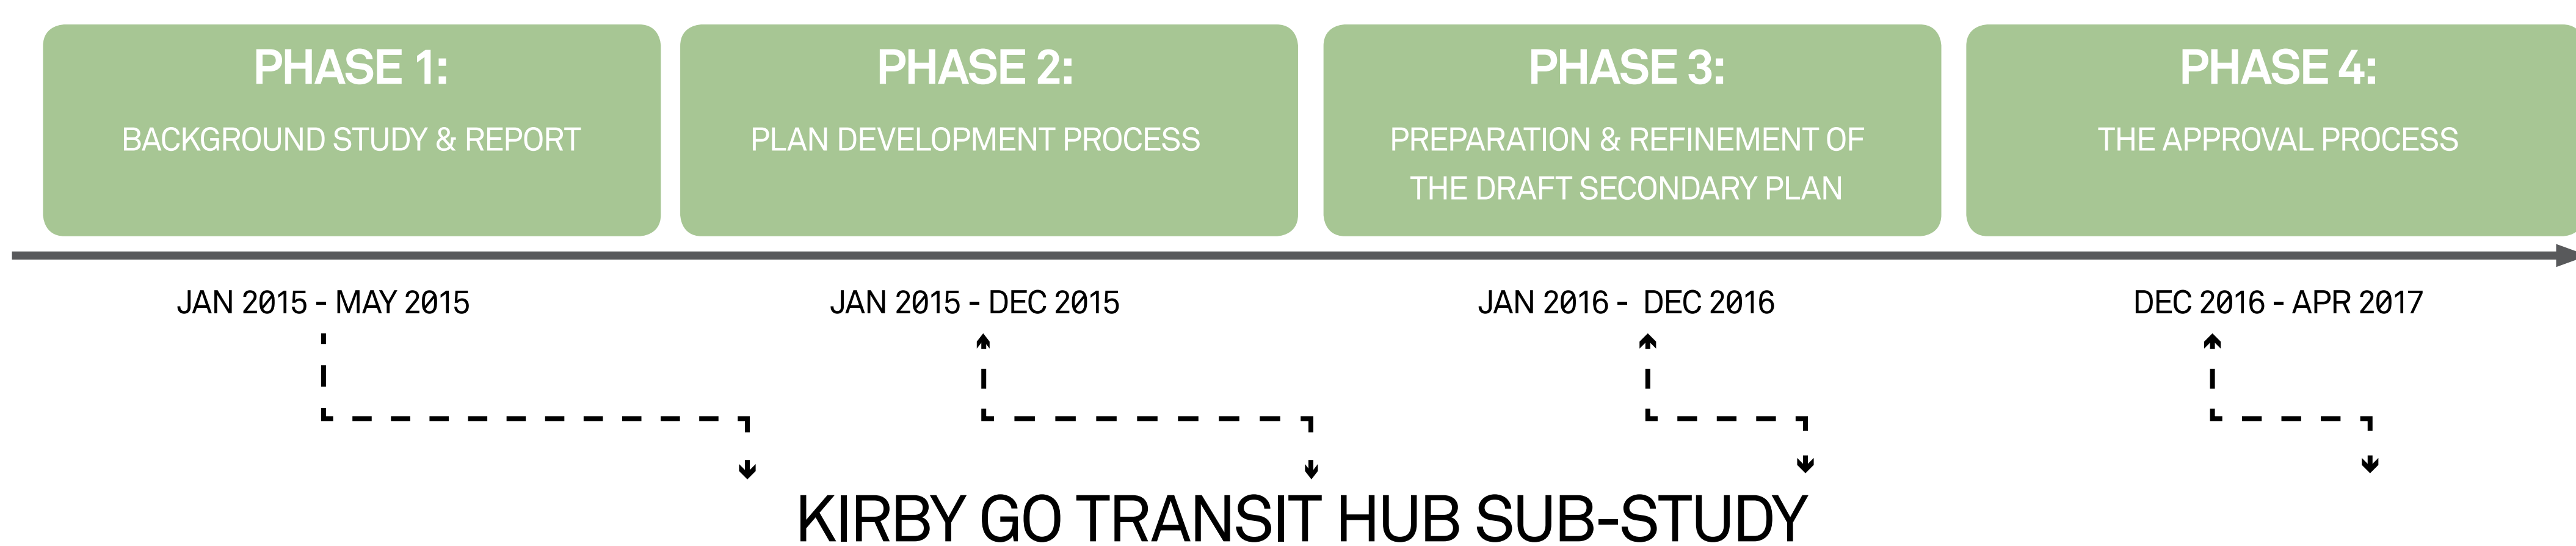 PHASE 1:
BACKGROUND STUDY & REPORT
PHASE 2:
PLAN DEVELOPMENT PROCESS
PHASE 3:
PREPARATION & REFINEMENT OF
THE DRAFT SECONDARY PLAN
PHASE 4:
THE APPROVAL PROCESS
JAN 2015 - MAY 2015
JAN 2015 - DEC 2015
JAN 2016 - DEC 2016
DEC 2016 - APR 2017
KIRBY GO TRANSIT HUB SUB-STUDY